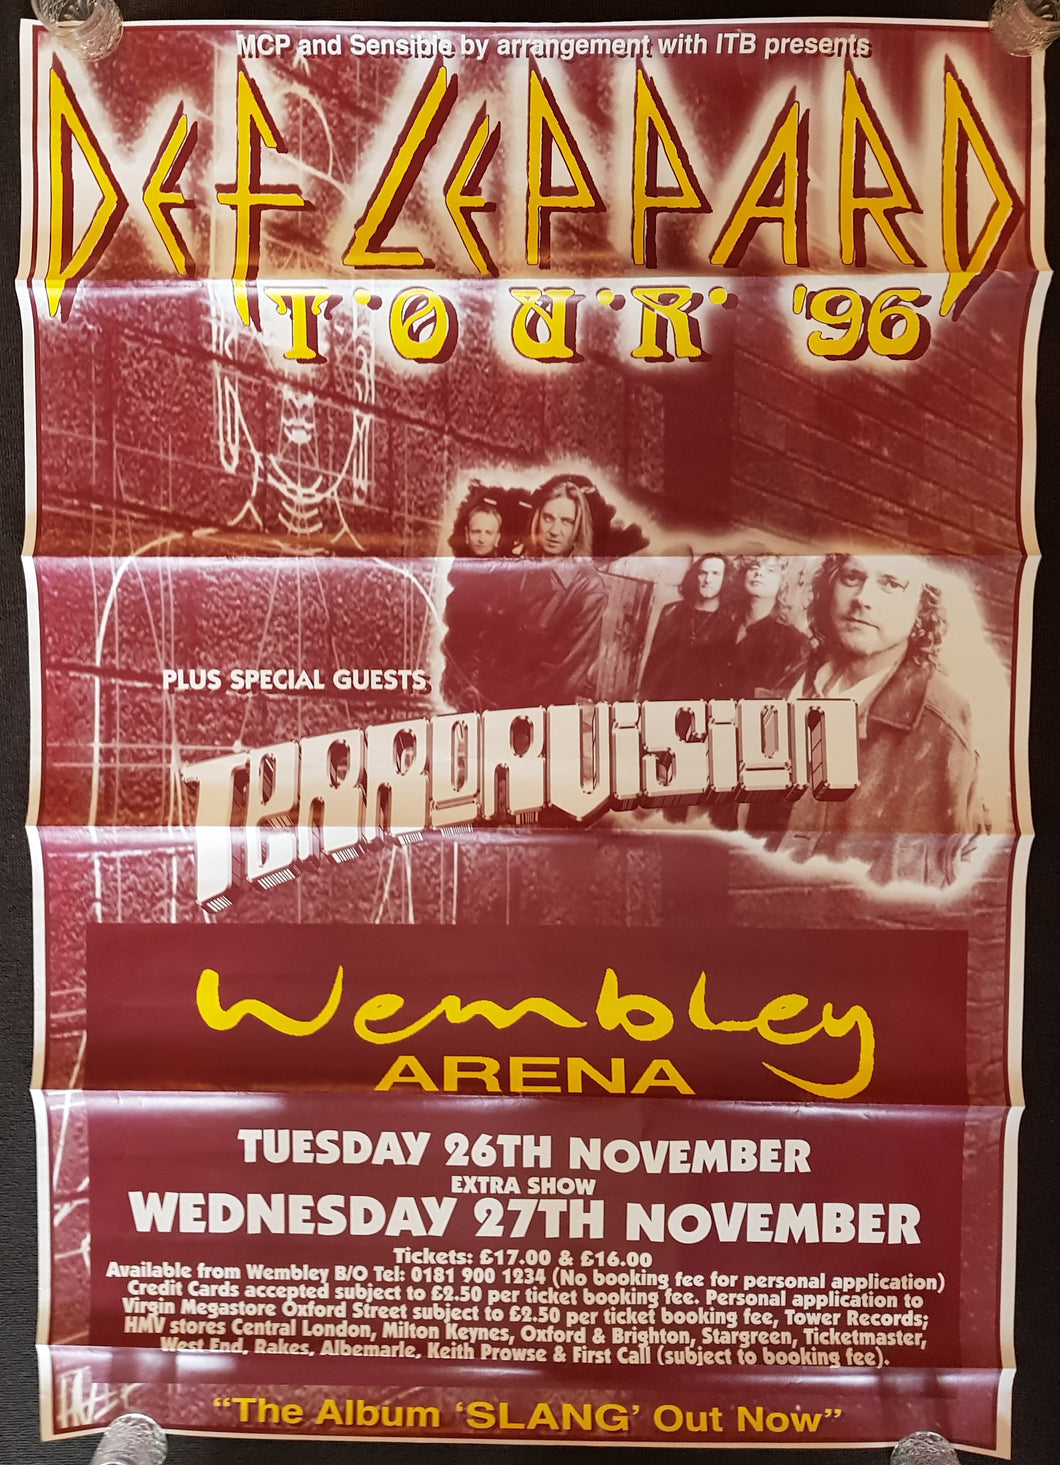 MCP and Sensible by arrangement with ITB presents
DEF LEPPARD
T·O U·R· '96
PLUS SPECIAL GUESTS
TERRORVISION
Wembley
ARENA
TUESDAY 26TH NOVEMBER
EXTRA SHOW
WEDNESDAY 27TH NOVEMBER
Tickets: £17.00 & £16.00
Available from Wembley B/O Tel: 0181 900 1234 (No booking fee for personal application)
Credit Cards accepted subject to £2.50 per ticket booking fee. Personal application to
Virgin Megastore Oxford Street subject to £2.50 per ticket booking fee, Tower Records;
HMV stores Central London, Milton Keynes, Oxford & Brighton, Stargreen, Ticketmaster,
West End, Rakes, Albemarle, Keith Prowse & First Call (subject to booking fee).
"The Album 'SLANG' Out Now"